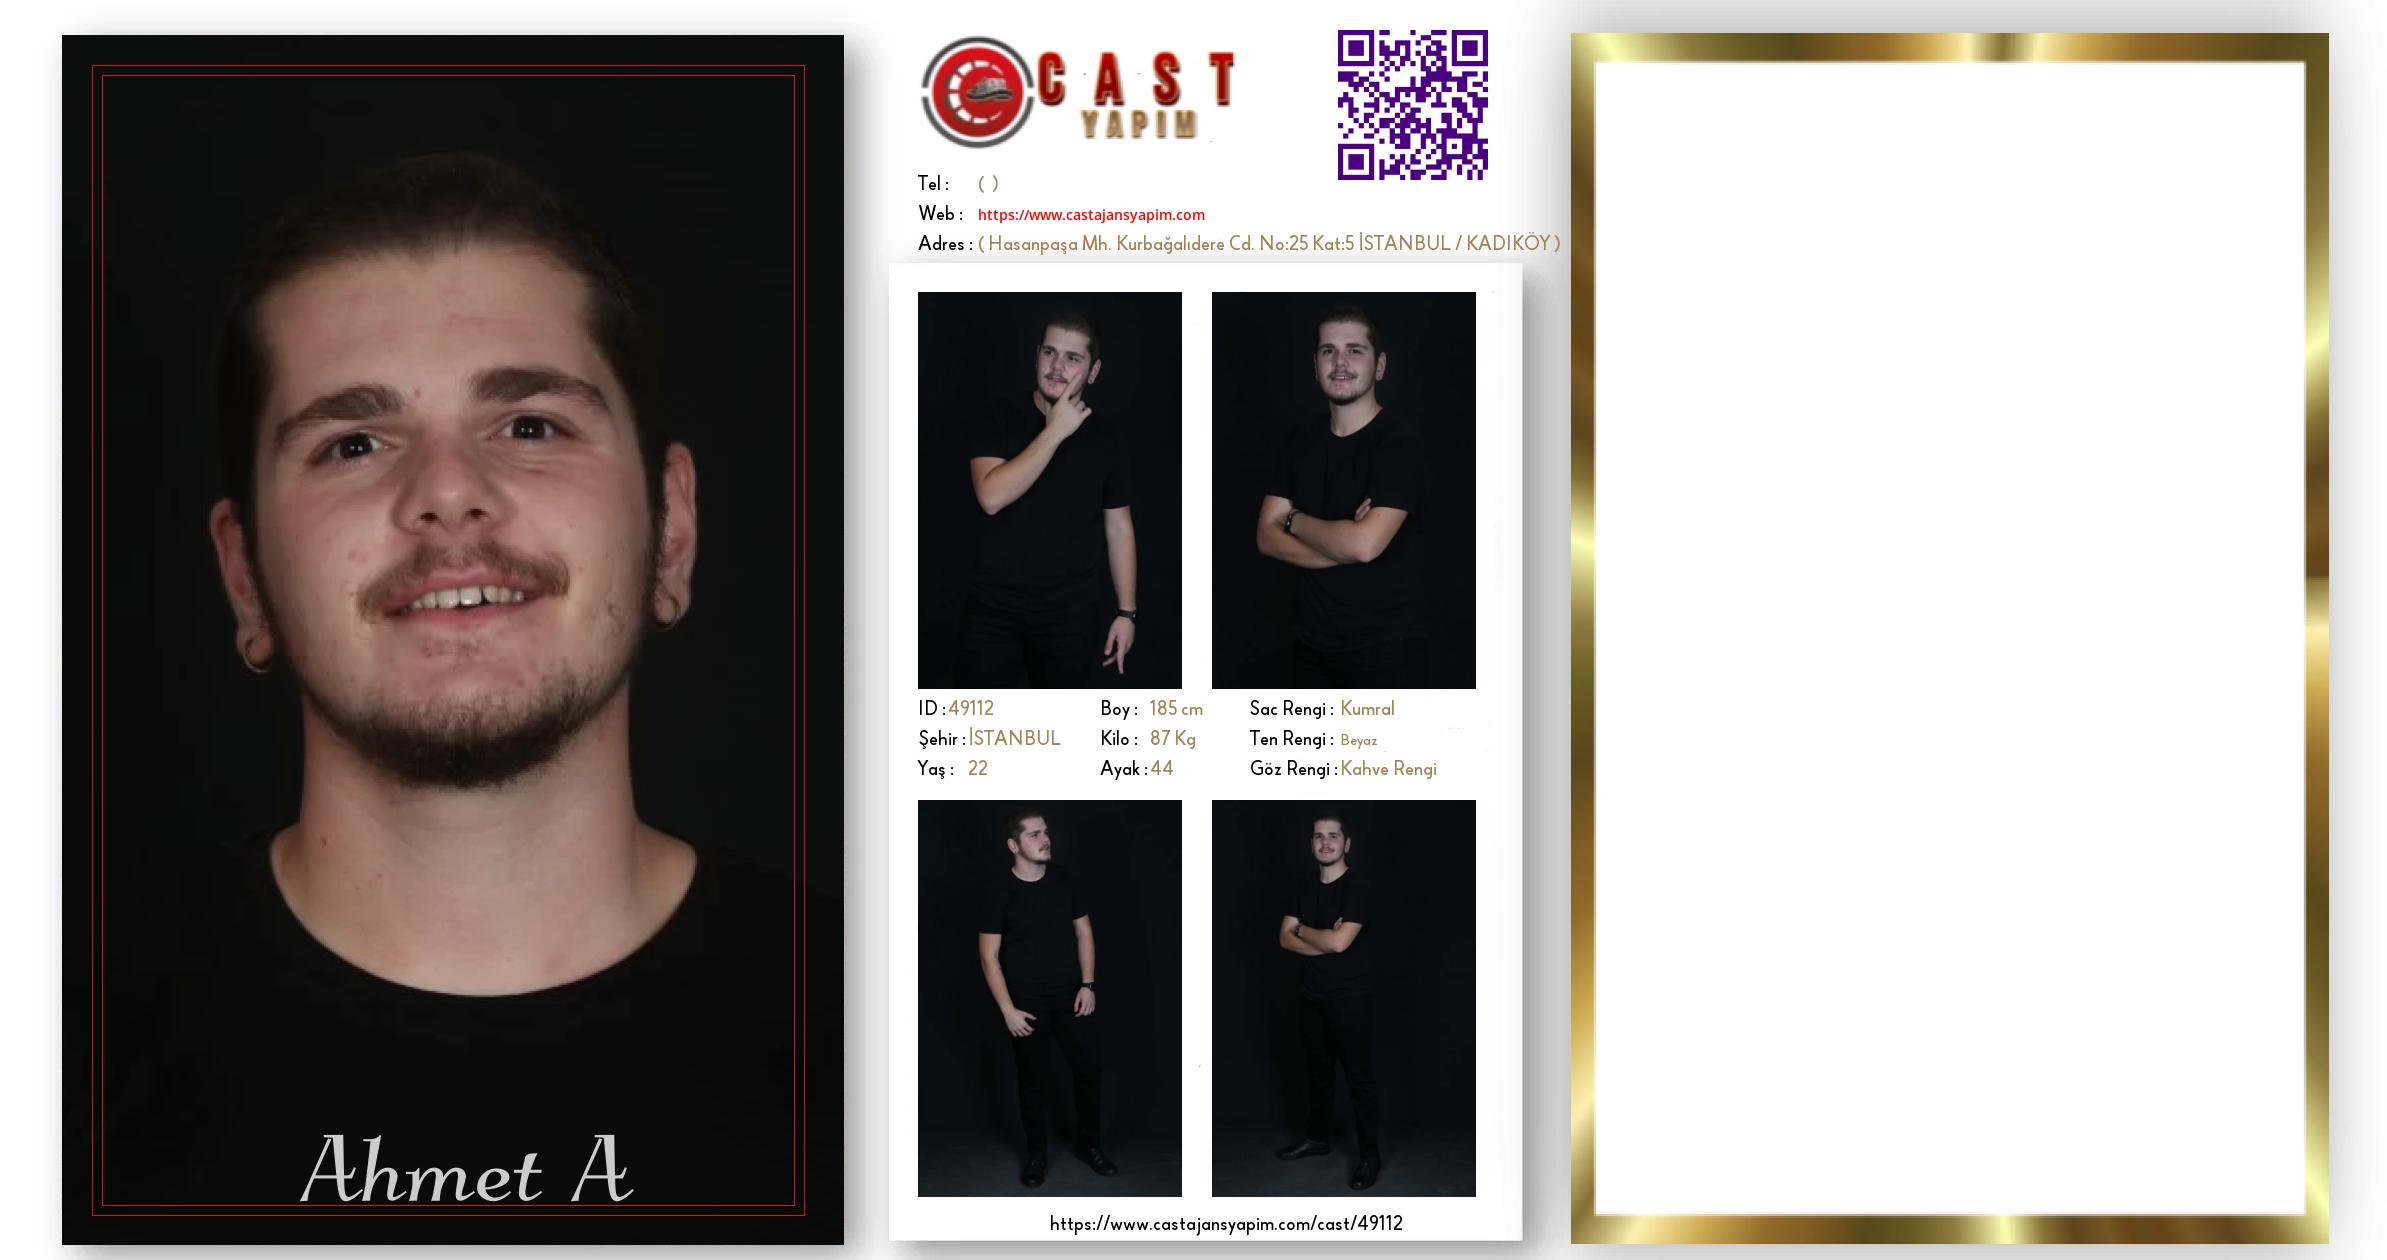 Ahmet A
CAST
YAPIM
Tel : ( )
Web : https://www.castajansyapim.com
Adres : ( Hasanpaşa Mh. Kurbağalıdere Cd. No:25 Kat:5 İSTANBUL / KADIKÖY )
ID : 49112 Boy : 185 cm Sac Rengi : Kumral
Şehir : İSTANBUL Kilo : 87 Kg Ten Rengi : Beyaz
Yaş : 22 Ayak : 44 Göz Rengi : Kahve Rengi
https://www.castajansyapim.com/cast/49112